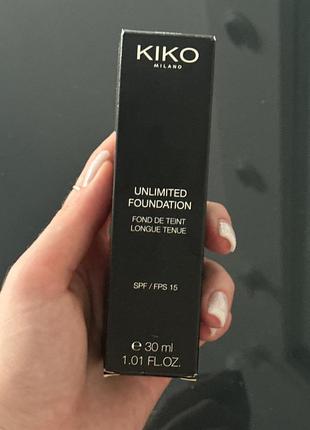 KIKO
MILANO
UNLIMITED
FOUNDATION
FOND DE TEINT
LONGUE TENUE
SPF / FPS 15
℮ 30 ml
1.01 FL.OZ.